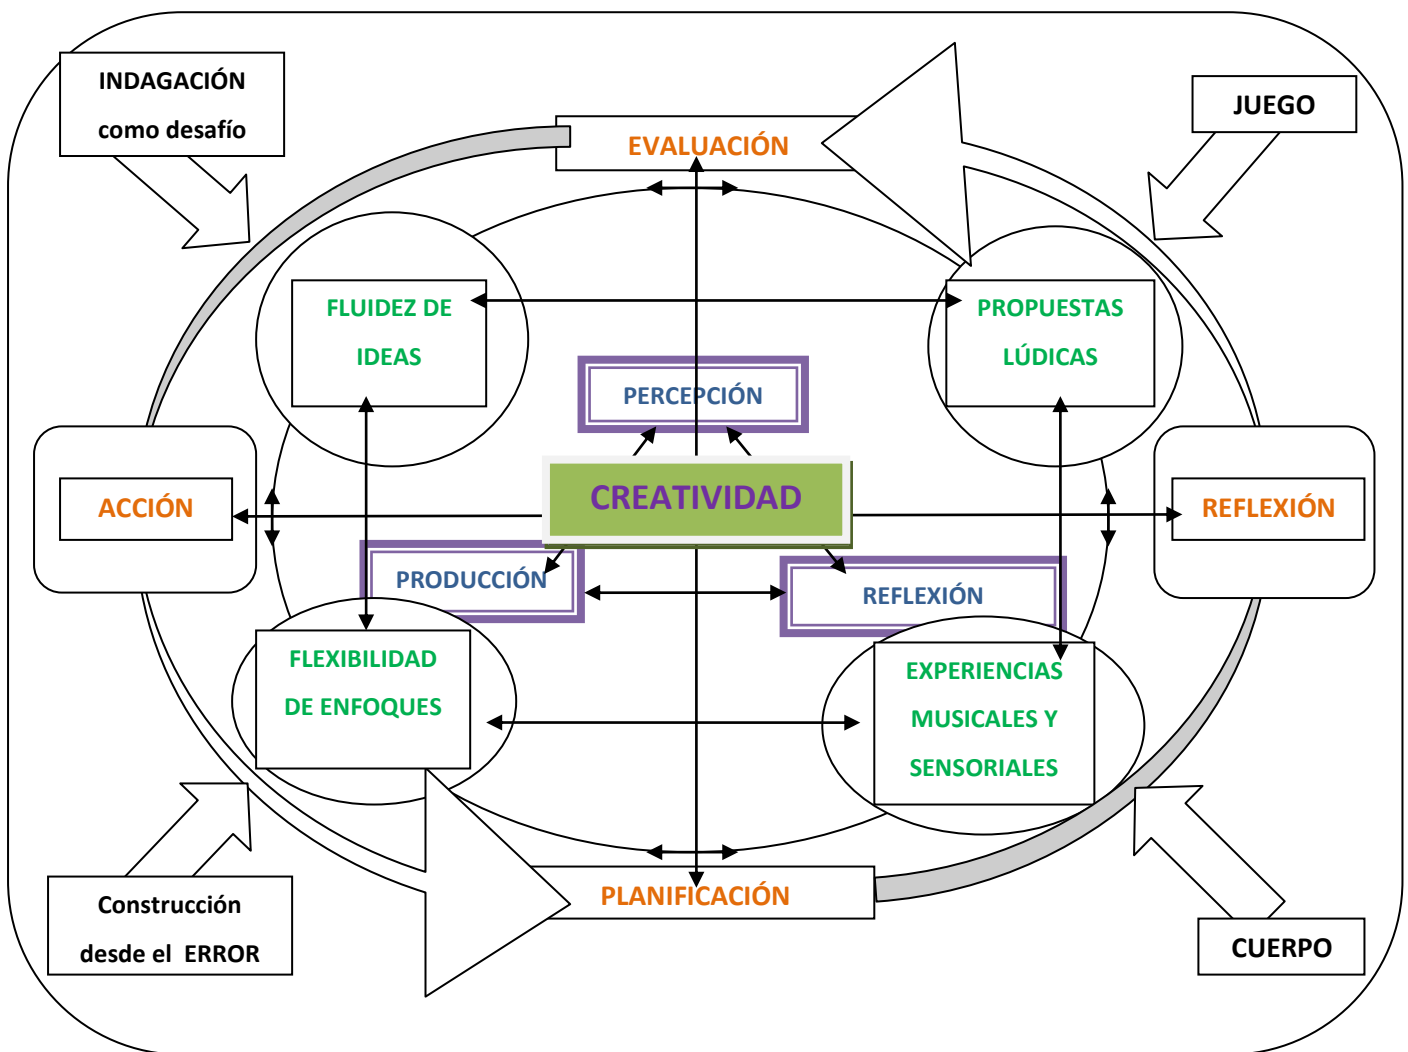 INDAGACIÓN
como desafío
JUEGO
EVALUACIÓN
FLUIDEZ DE
IDEAS
PROPUESTAS
LÚDICAS
PERCEPCIÓN
CREATIVIDAD
ACCIÓN
REFLEXIÓN
PRODUCCIÓN
REFLEXIÓN
FLEXIBILIDAD
DE ENFOQUES
EXPERIENCIAS
MUSICALES Y
SENSORIALES
PLANIFICACIÓN
Construcción
desde el  ERROR
CUERPO